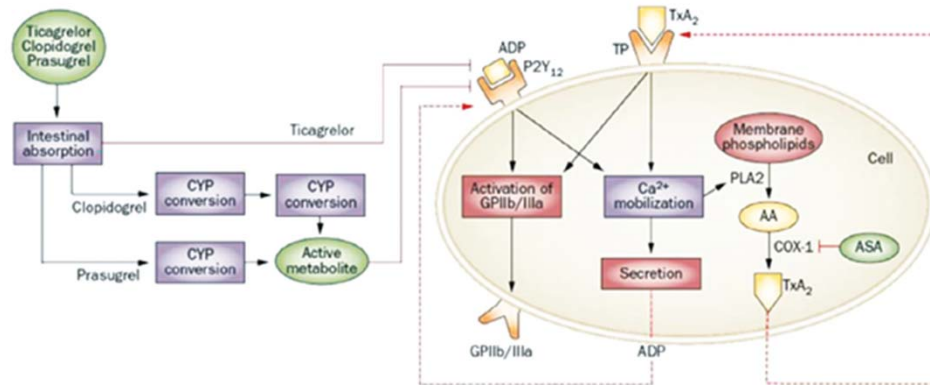 Ticagrelor
Clopidogrel
Prasugrel
Intestinal
absorption
Ticagrelor
Clopidogrel
CYP
conversion
CYP
conversion
Prasugrel
CYP
conversion
Active
metabolite
ADP
P2Y₁₂
TP
TxA₂
Activation of
GPIIb/IIIa
Ca²⁺
mobilization
Membrane
phospholipids
Cell
PLA2
AA
COX-1
ASA
TxA₂
Secretion
GPIIb/IIIa
ADP